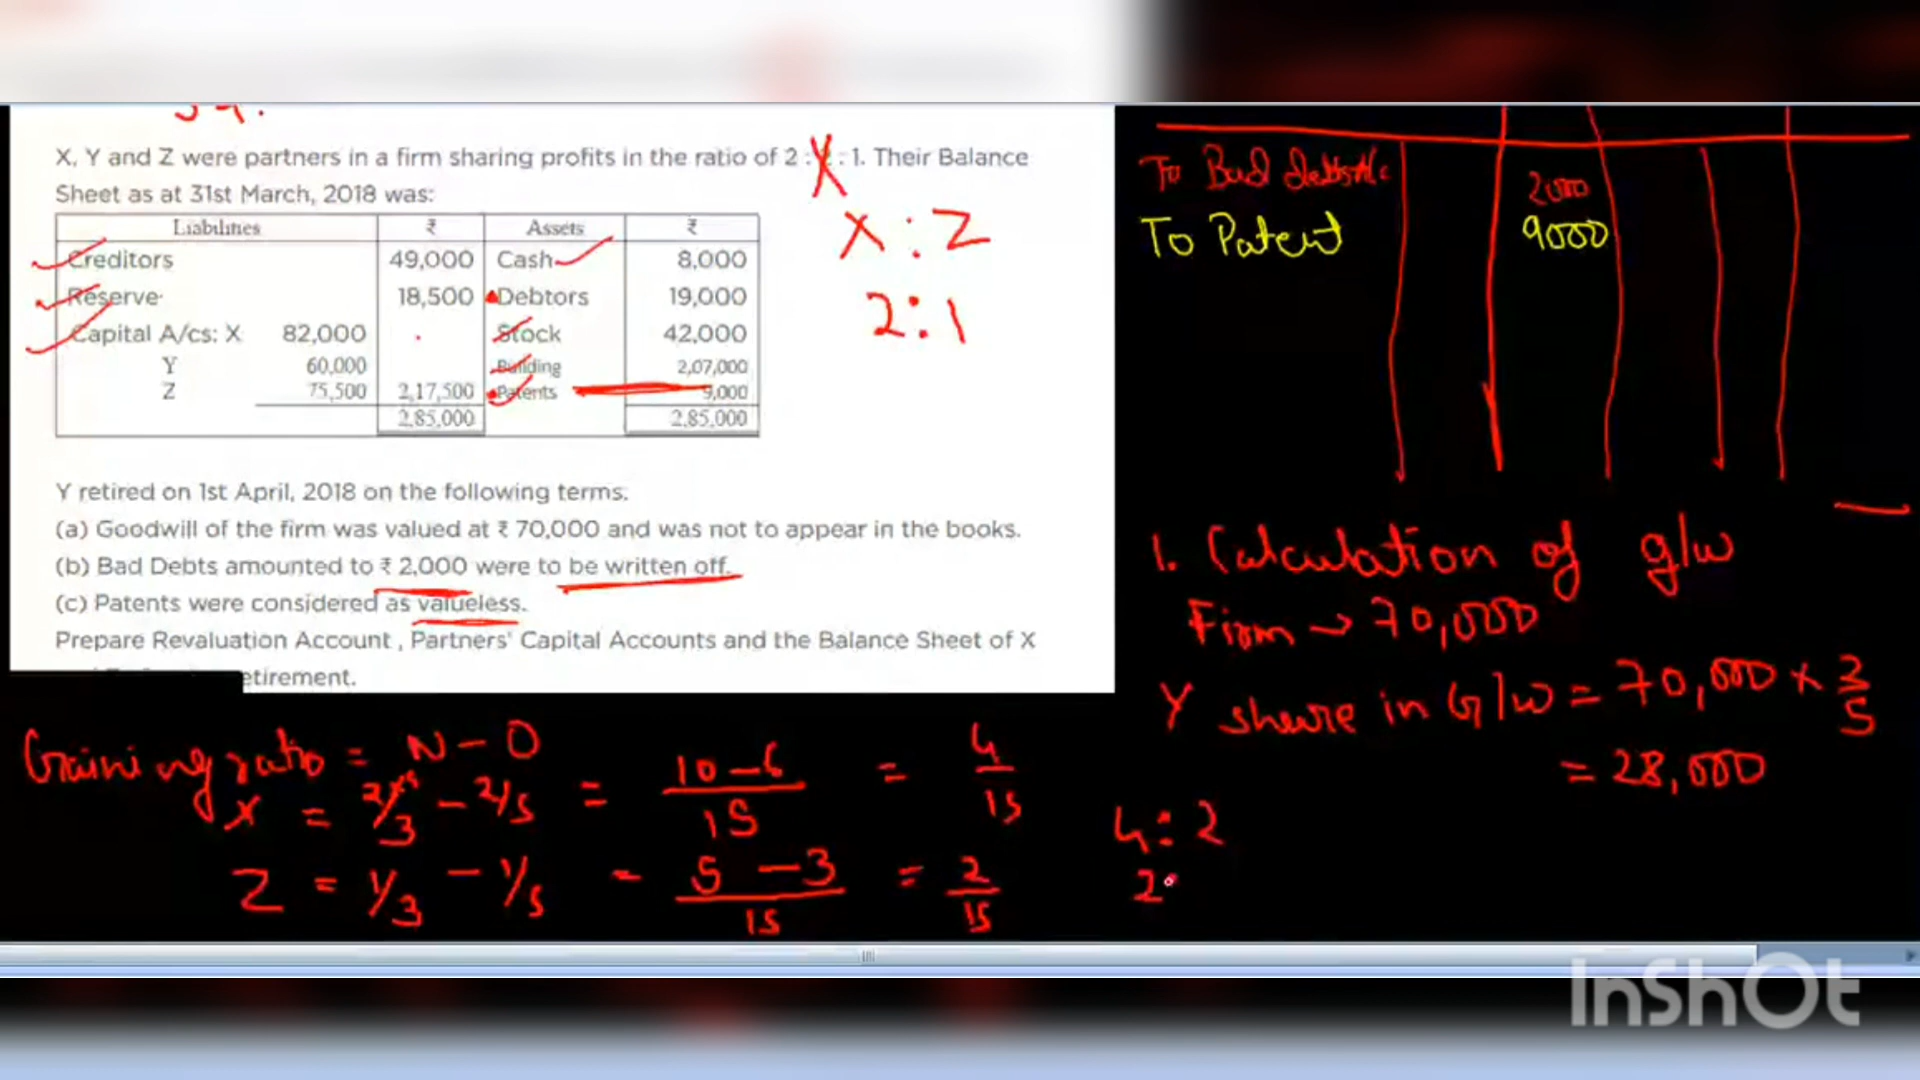 X, Y and Z were partners in a firm sharing profits in the ratio of 2 : 2 : 1. Their Balance
Sheet as at 31st March, 2018 was:
X : Z
2 : 1
Liabilities ₹ Assets ₹
Creditors 49,000 Cash 8,000
Reserve 18,500 Debtors 19,000
Capital A/cs: X 82,000 Stock 42,000
Y 60,000 Building 2,07,000
Z 75,500 2,17,500 Patents 9,000
2,85,000 2,85,000
Y retired on 1st April, 2018 on the following terms.
(a) Goodwill of the firm was valued at ₹ 70,000 and was not to appear in the books.
(b) Bad Debts amounted to ₹ 2,000 were to be written off.
(c) Patents were considered as valueless.
Prepare Revaluation Account , Partners' Capital Accounts and the Balance Sheet of X
etirement.
To Bad debts 2000
To Patent 9000
1. Calculation of g/w
Firm → 70,000
Y share in G/w = 70,000 × 2/5
= 28,000
Gaining ratio = N - O
X = 2/3 - 2/5 = 10 - 6 / 15 = 4/15
Z = 1/3 - 1/5 = 5 - 3 / 15 = 2/15
4 : 2
2
InShOt